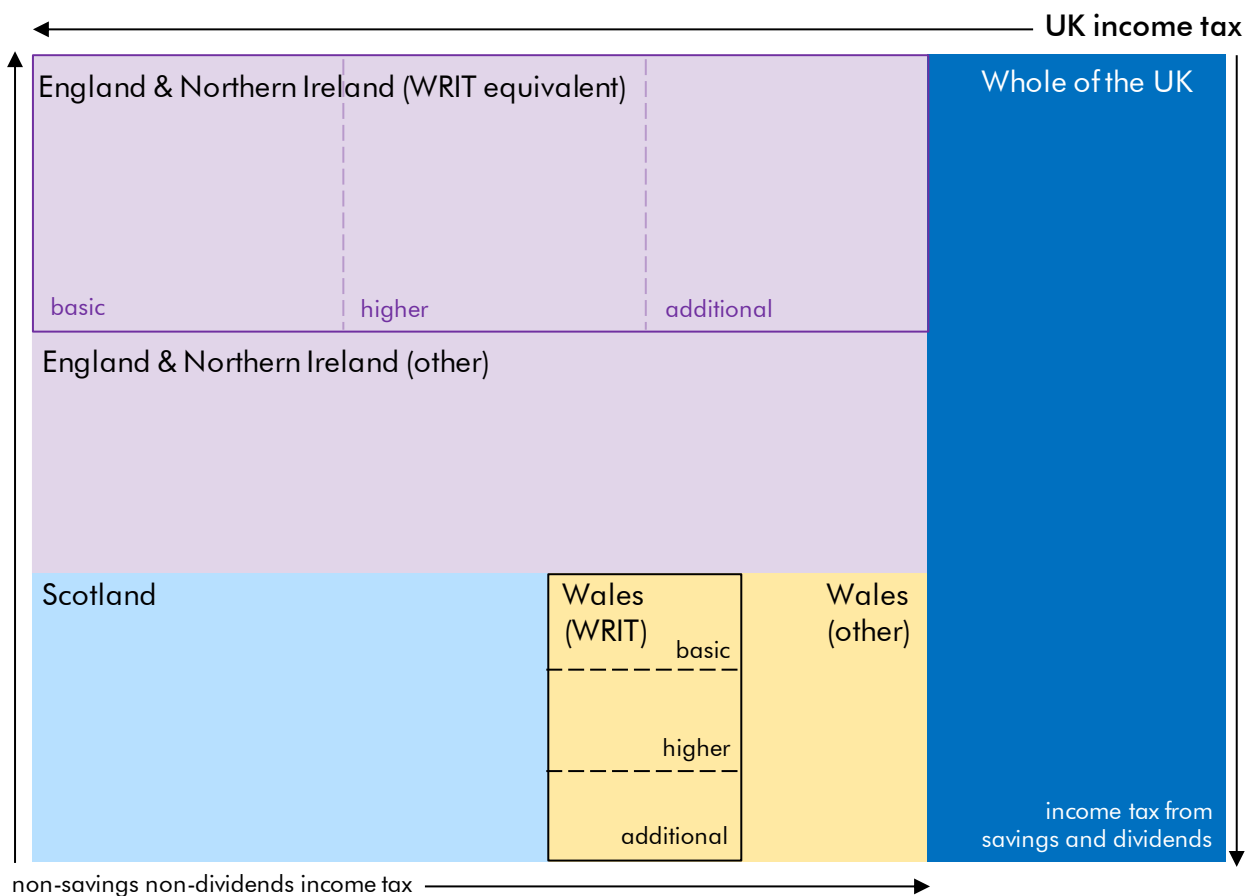 UK income tax
England & Northern Ireland (WRIT equivalent)
Whole of the UK
basic
higher
additional
England & Northern Ireland (other)
Scotland
Wales
(WRIT)
basic
higher
additional
Wales
(other)
income tax from
savings and dividends
non-savings non-dividends income tax